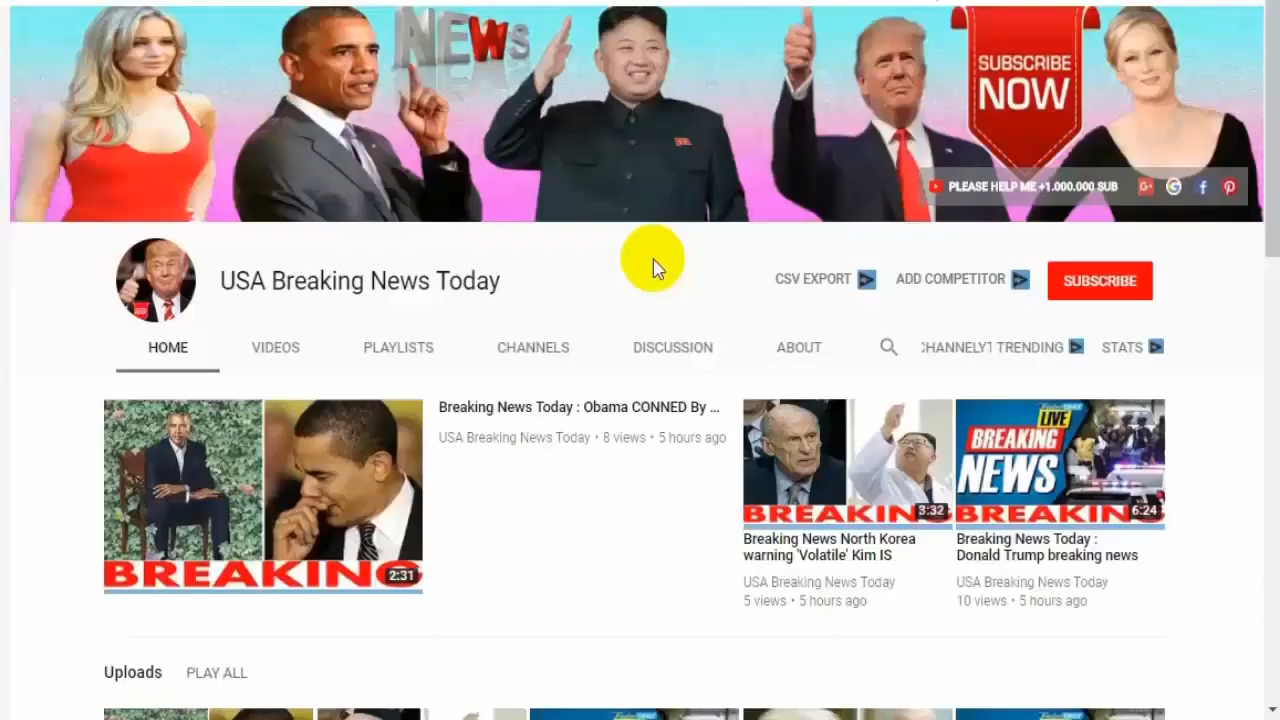 NEWS
SUBSCRIBE
NOW
PLEASE HELP ME +1.000.000 SUB
USA Breaking News Today
CSV EXPORT
ADD COMPETITOR
SUBSCRIBE
HOME
VIDEOS
PLAYLISTS
CHANNELS
DISCUSSION
ABOUT
TRENDING
STATS
Breaking News Today : Obama CONNED By ...
USA Breaking News Today • 8 views • 5 hours ago
BREAKING
2:31
BREAKIN
3:32
Breaking News North Korea
warning 'Volatile' Kim IS
USA Breaking News Today
5 views • 5 hours ago
LIVE
BREAKING
NEWS
BREAKIN
6:24
Breaking News Today :
Donald Trump breaking news
USA Breaking News Today
10 views • 5 hours ago
Uploads
PLAY ALL